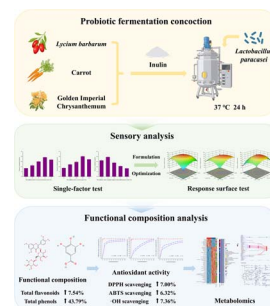 Probiotic fermentation concoction
Lycium barbarum
Carrot
Golden Imperial
Chrysanthemum
Inulin
Lactobacillus
paracasei
37 ℃ 24 h
Sensory analysis
Single-factor test
Formulation
Optimization
Response surface test
Functional composition analysis
Functional composition
Total flavonoids ↑ 7.54%
Total phenols ↑ 43.79%
Antioxidant activity
DPPH scavenging ↑ 7.00%
ABTS scavenging ↑ 6.32%
·OH scavenging ↑ 7.36%
Metabolomics